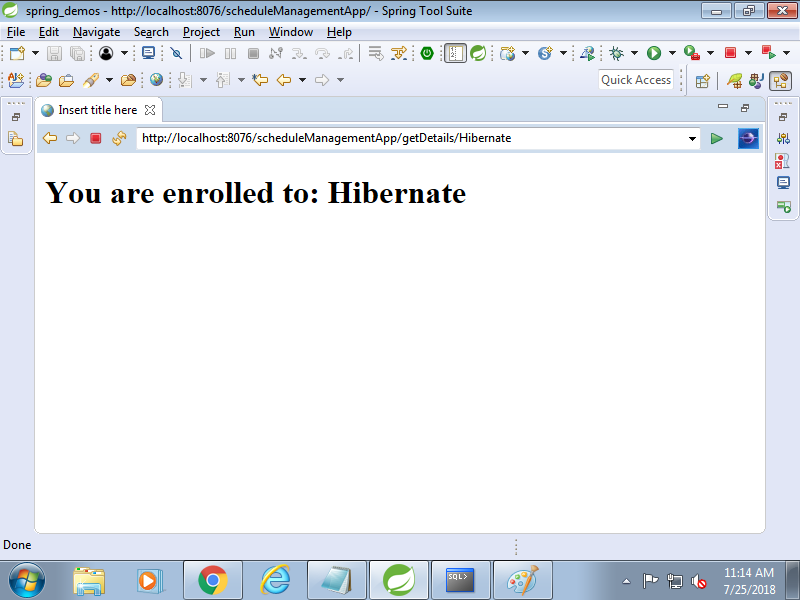 spring_demos - http://localhost:8076/scheduleManagementApp/ - Spring Tool Suite
File Edit Navigate Search Project Run Window Help
Quick Access
Insert title here
http://localhost:8076/scheduleManagementApp/getDetails/Hibernate
You are enrolled to: Hibernate
Done
SQL>
11:14 AM
7/25/2018